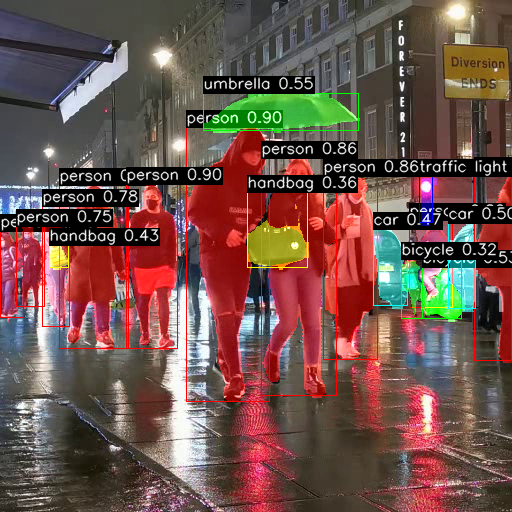 FOREVER 21
Diversion
ENDS
umbrella 0.55
person 0.90
person 0.86
person 0.86
traffic light
person 0.90
handbag 0.36
person 0.78
person 0.75
car 0.47
car 0.50
handbag 0.43
bicycle 0.32